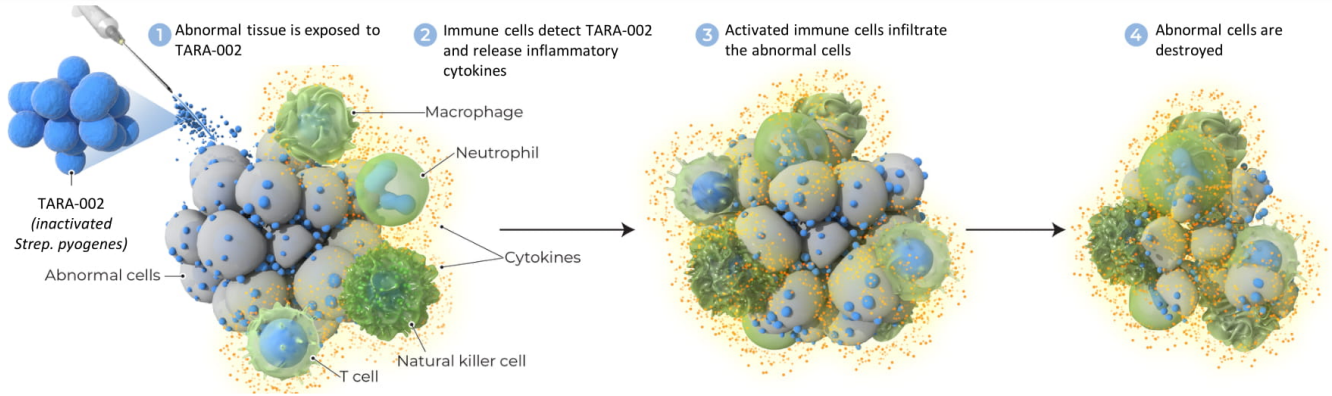 1 Abnormal tissue is exposed to
TARA-002
2 Immune cells detect TARA-002
and release inflammatory
cytokines
3 Activated immune cells infiltrate
the abnormal cells
4 Abnormal cells are
destroyed
Macrophage
Neutrophil
TARA-002
(inactivated
Strep. pyogenes)
Cytokines
Abnormal cells
Natural killer cell
T cell